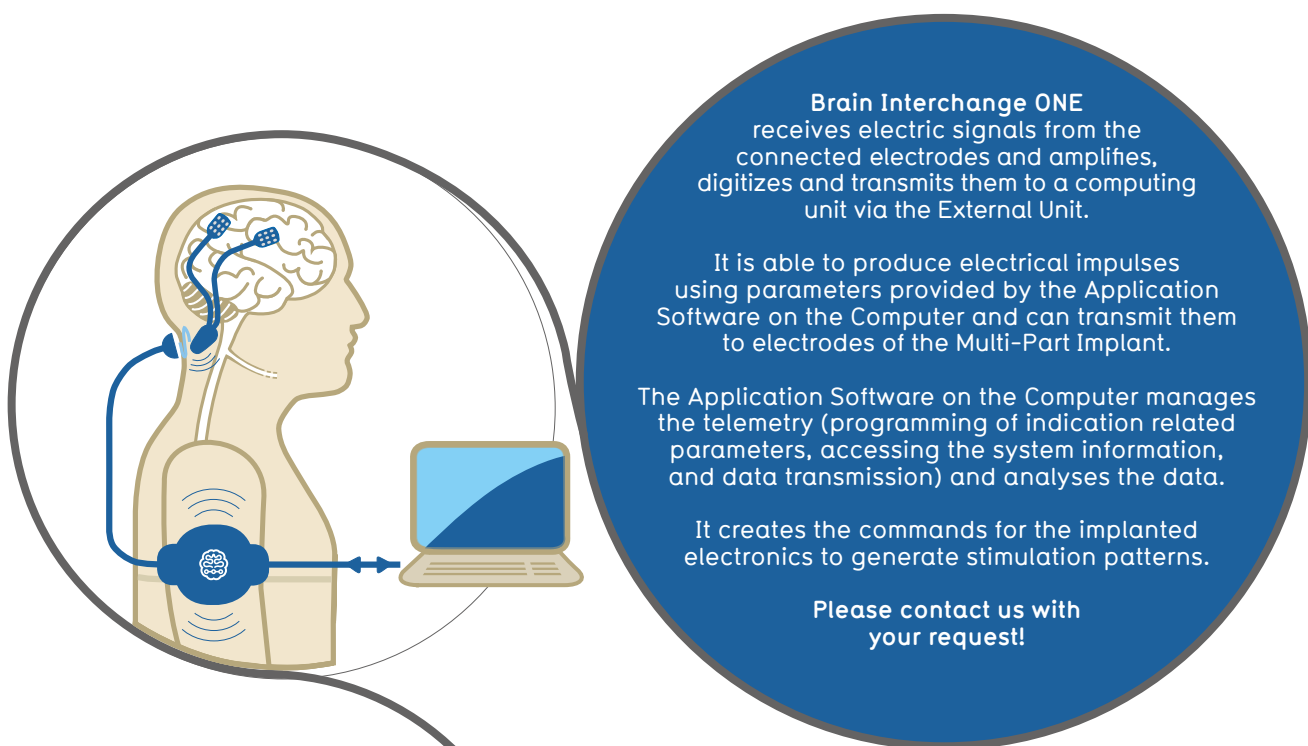 Brain Interchange ONE
receives electric signals from the
connected electrodes and amplifies,
digitizes and transmits them to a computing
unit via the External Unit.
It is able to produce electrical impulses
using parameters provided by the Application
Software on the Computer and can transmit them
to electrodes of the Multi-Part Implant.
The Application Software on the Computer manages
the telemetry (programming of indication related
parameters, accessing the system information,
and data transmission) and analyses the data.
It creates the commands for the implanted
electronics to generate stimulation patterns.
Please contact us with
your request!